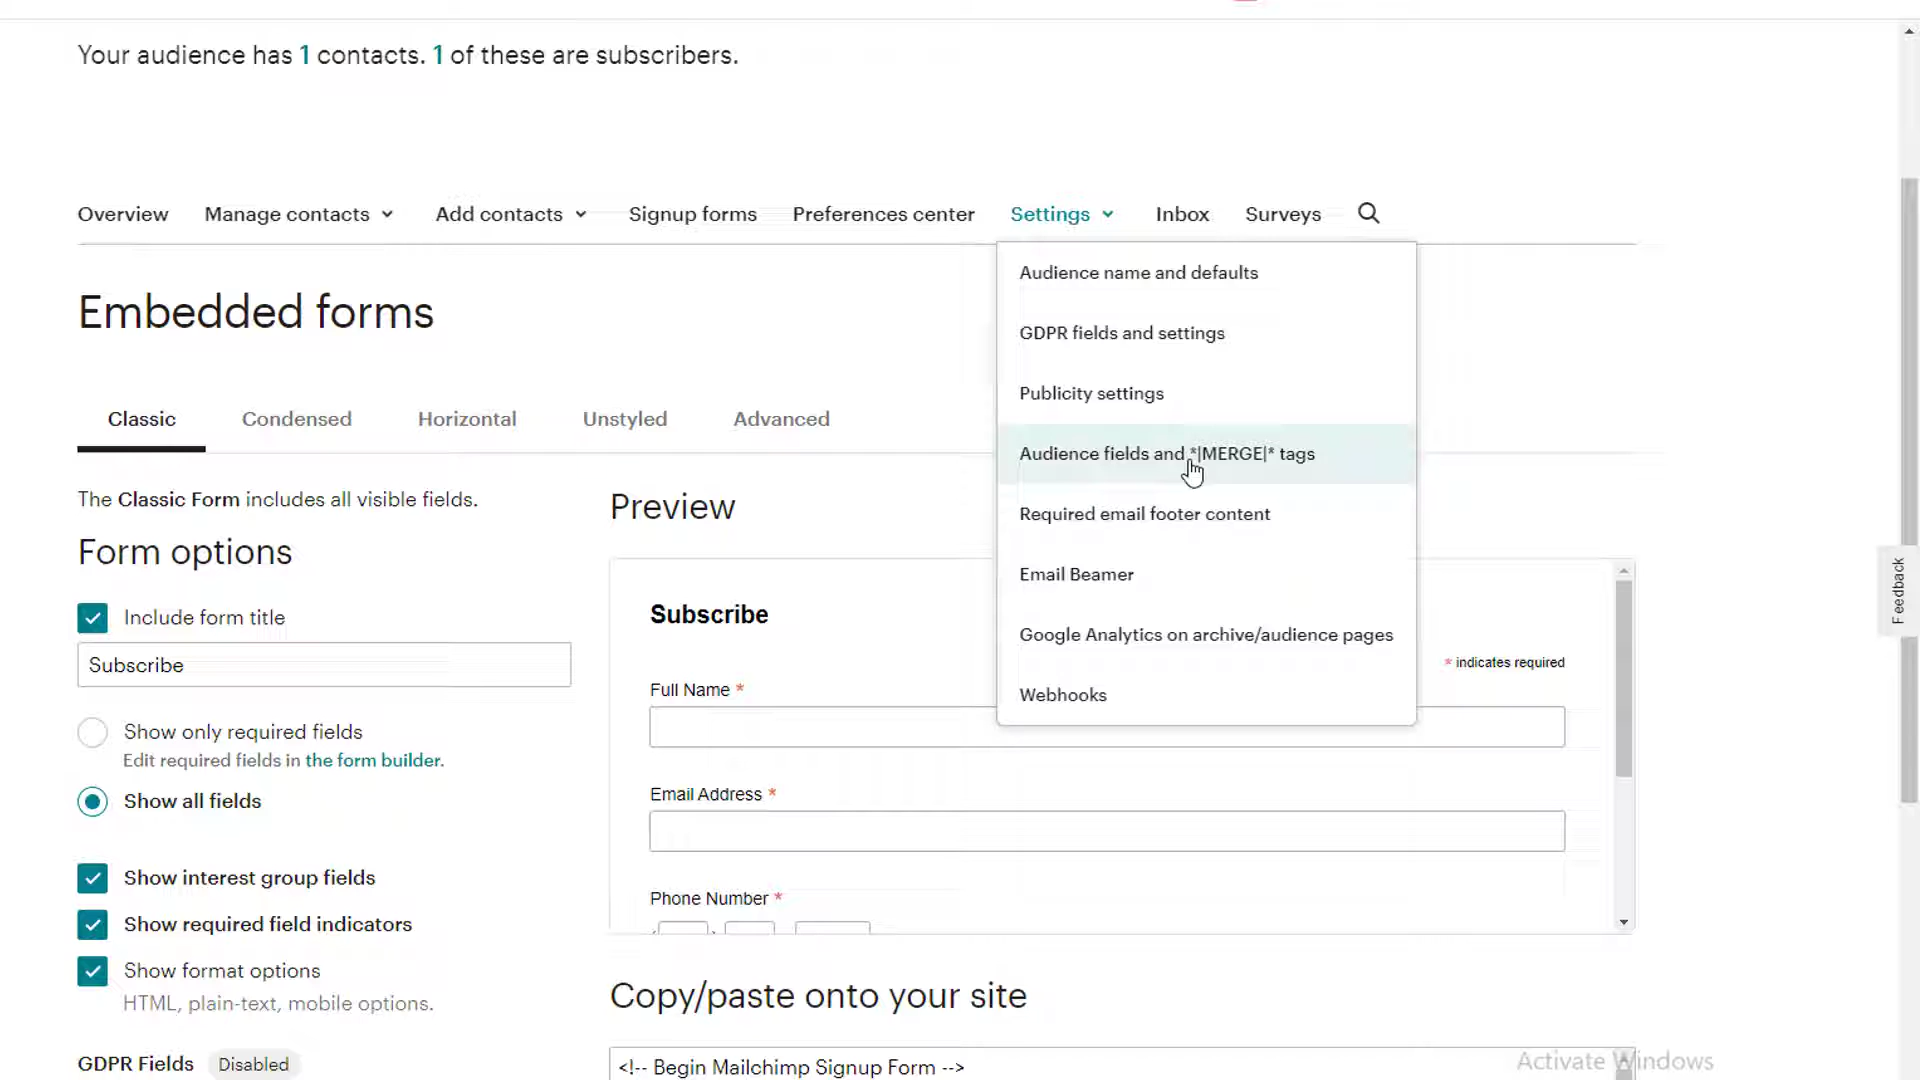 Your audience has 1 contacts. 1 of these are subscribers.
Overview Manage contacts Add contacts Signup forms Preferences center Settings Inbox Surveys
Audience name and defaults
GDPR fields and settings
Publicity settings
Audience fields and *|MERGE|* tags
Required email footer content
Email Beamer
Google Analytics on archive/audience pages
Webhooks
Embedded forms
Classic Condensed Horizontal Unstyled Advanced
The Classic Form includes all visible fields.
Form options
Include form title
Subscribe
Show only required fields
Edit required fields in the form builder.
Show all fields
Show interest group fields
Show required field indicators
Show format options
HTML, plain-text, mobile options.
GDPR Fields Disabled
Preview
Subscribe
* indicates required
Full Name *
Email Address *
Phone Number *
Copy/paste onto your site
<!-- Begin Mailchimp Signup Form -->
Feedback
Activate Windows